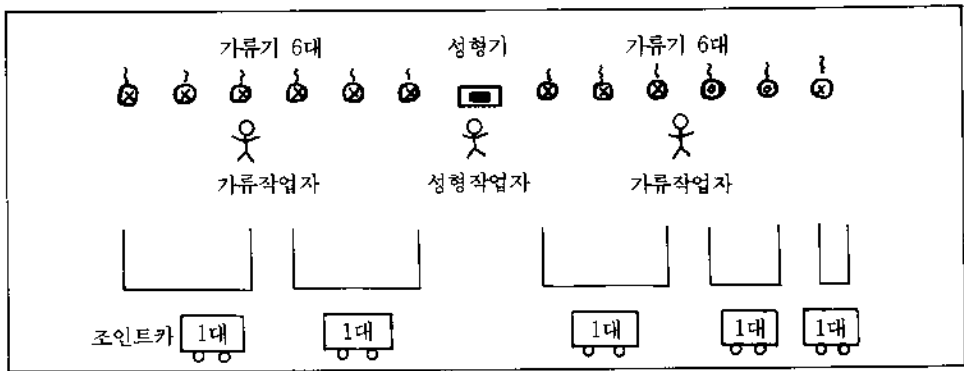 가류기 6대 성형기 가류기 6대
가류작업자 성형작업자 가류작업자
조인트카 1대 1대 1대 1대 1대